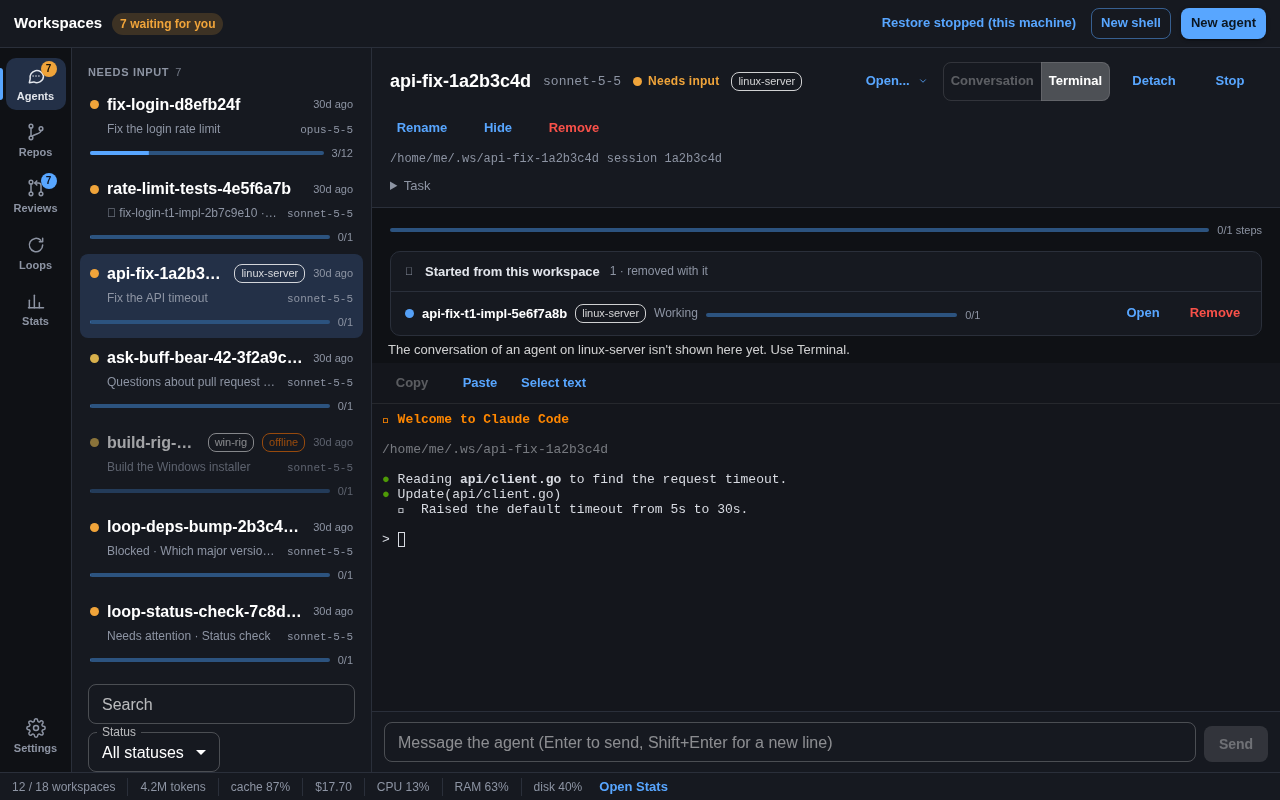 Workspaces 7 waiting for you Restore stopped (this machine) New shell New agent
7
Agents
Repos
7
Reviews
Loops
Stats
Settings
NEEDS INPUT 7
fix-login-d8efb24f 30d ago
Fix the login rate limit opus-5-5
3/12
rate-limit-tests-4e5f6a7b 30d ago
fix-login-t1-impl-2b7c9e10 ·… sonnet-5-5
0/1
api-fix-1a2b3… linux-server 30d ago
Fix the API timeout sonnet-5-5
0/1
ask-buff-bear-42-3f2a9c… 30d ago
Questions about pull request … sonnet-5-5
0/1
build-rig-… win-rig offline 30d ago
Build the Windows installer sonnet-5-5
0/1
loop-deps-bump-2b3c4… 30d ago
Blocked · Which major versio… sonnet-5-5
0/1
loop-status-check-7c8d… 30d ago
Needs attention · Status check sonnet-5-5
0/1
Search
Status
All statuses
api-fix-1a2b3c4d sonnet-5-5 Needs input linux-server Open... Conversation Terminal Detach Stop
Rename Hide Remove
/home/me/.ws/api-fix-1a2b3c4d session 1a2b3c4d
Task
0/1 steps
Started from this workspace 1 · removed with it
api-fix-t1-impl-5e6f7a8b linux-server Working 0/1 Open Remove
The conversation of an agent on linux-server isn't shown here yet. Use Terminal.
Copy Paste Select text
Welcome to Claude Code
/home/me/.ws/api-fix-1a2b3c4d
● Reading api/client.go to find the request timeout.
● Update(api/client.go)
Raised the default timeout from 5s to 30s.
>
Message the agent (Enter to send, Shift+Enter for a new line) Send
12 / 18 workspaces 4.2M tokens cache 87% $17.70 CPU 13% RAM 63% disk 40% Open Stats